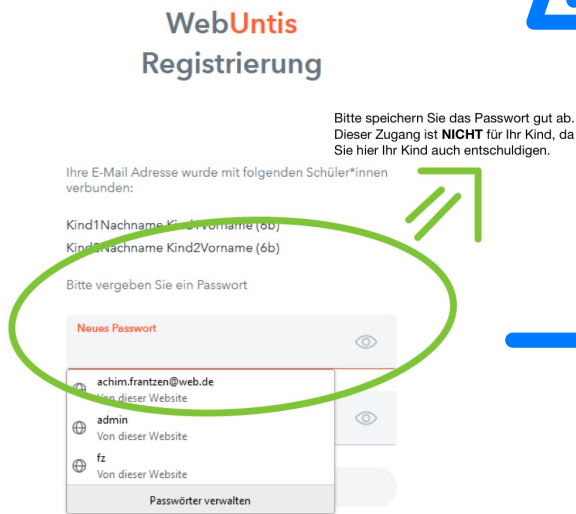 WebUntis
Registrierung
Bitte speichern Sie das Passwort gut ab.
Dieser Zugang ist NICHT für Ihr Kind, da
Sie hier Ihr Kind auch entschuldigen.
Ihre E-Mail Adresse wurde mit folgenden Schüler*innen
verbunden:
Kind1Nachname Kind1Vorname (6b)
Kind2Nachname Kind2Vorname (6b)
Bitte vergeben Sie ein Passwort
Neues Passwort
achim.frantzen@web.de
Von dieser Website
admin
Von dieser Website
fz
Von dieser Website
Passwörter verwalten